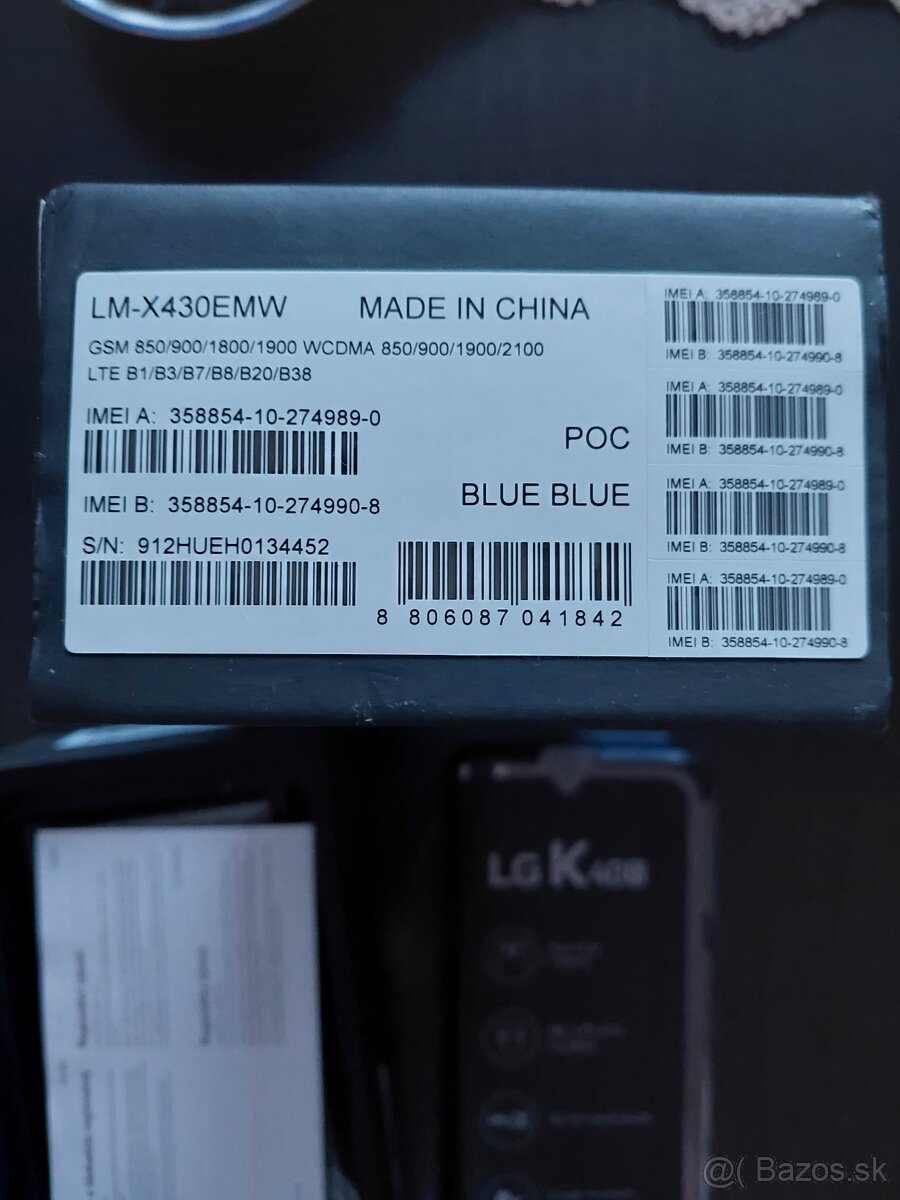 LM-X430EMW MADE IN CHINA
GSM 850/900/1800/1900 WCDMA 850/900/1900/2100
LTE B1/B3/B7/B8/B20/B38
IMEI A: 358854-10-274989-0
IMEI B: 358854-10-274990-8
S/N: 912HUEH0134452
POC
BLUE BLUE
8 806087 041842
IMEI A: 358854-10-274989-0
IMEI B: 358854-10-274990-8
IMEI A: 358854-10-274989-0
IMEI B: 358854-10-274990-8
IMEI A: 358854-10-274989-0
IMEI B: 358854-10-274990-8
IMEI A: 358854-10-274989-0
IMEI B: 358854-10-274990-8
LG
@( Bazos.sk